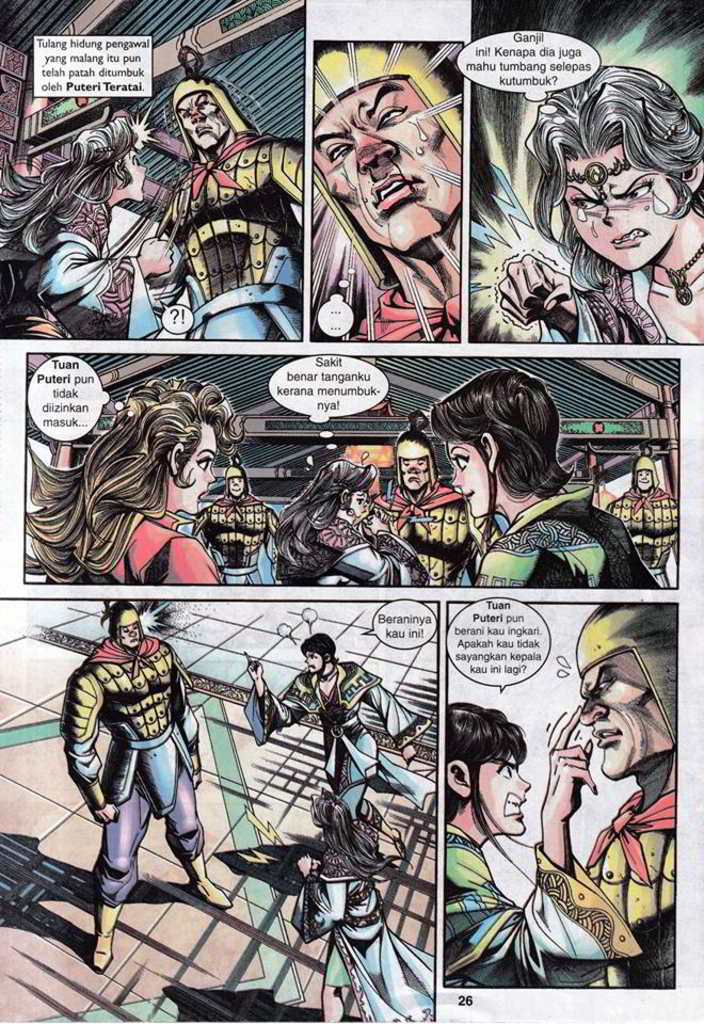 Tulang hidung pengawal
yang malang itu pun
telah patah ditumbuk
oleh Puteri Teratai.
?!
...
...
Ganjil
ini! Kenapa dia juga
mahu tumbang selepas
kutumbuk?
Tuan
Puteri pun
tidak
diizinkan
masuk...
Sakit
benar tanganku
kerana menumbuk-
nya!
Beraninya
kau ini!
Tuan
Puteri pun
berani kau ingkari.
Apakah kau tidak
sayangkan kepala
kau ini lagi?
26